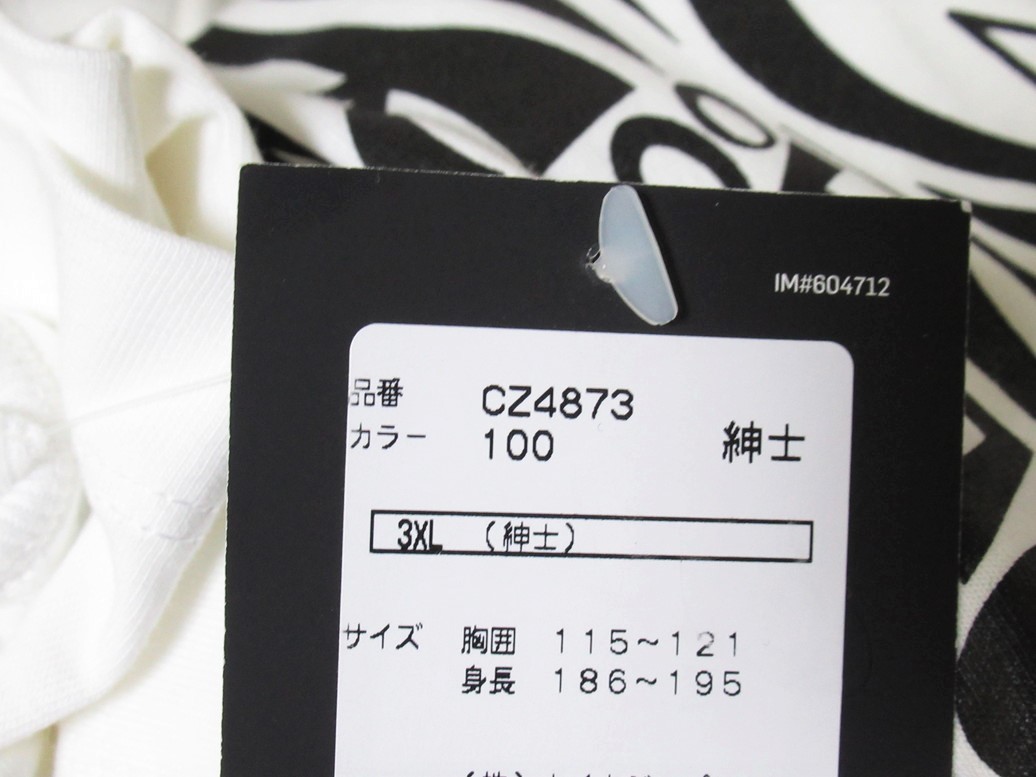 IM#604712
品番 CZ4873
カラー 100 紳士
3XL （紳士）
サイズ 胸囲 115~121
身長 186~195